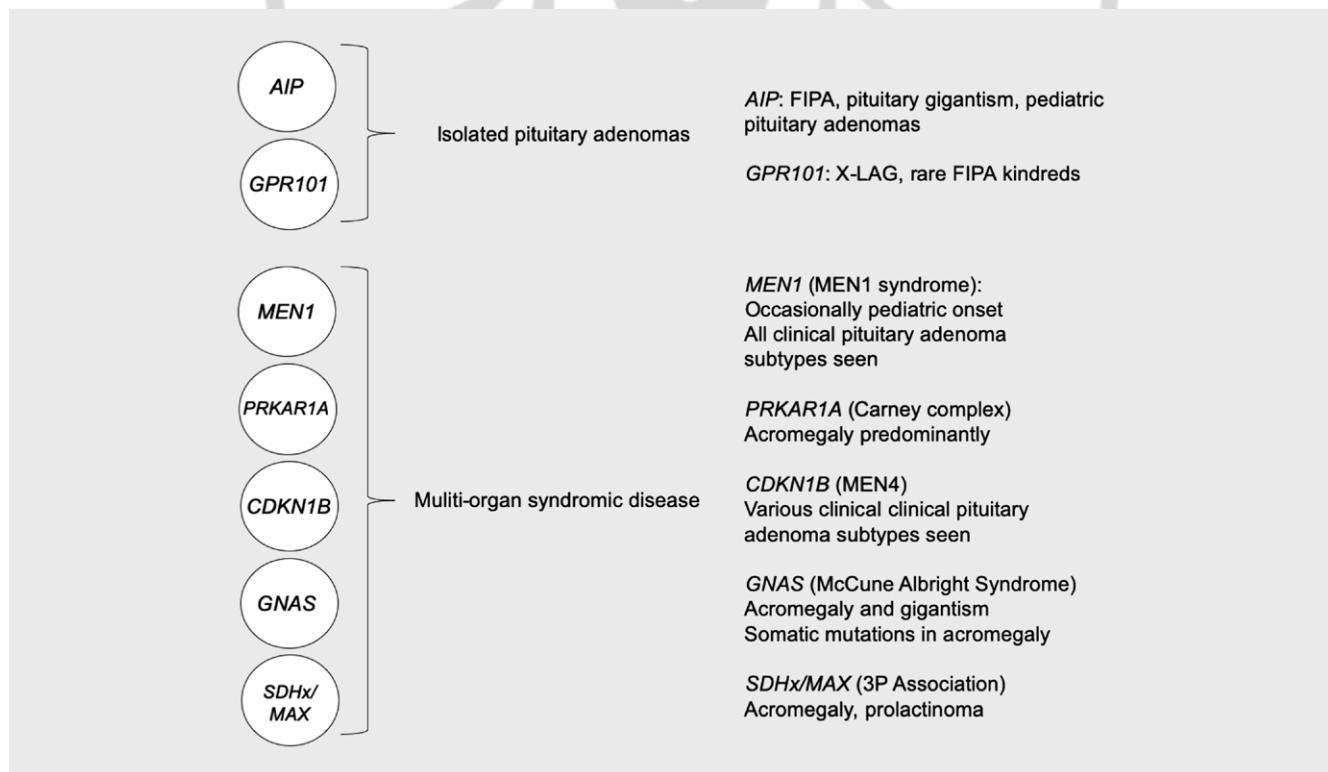 AIP
GPR101
Isolated pituitary adenomas
AIP: FIPA, pituitary gigantism, pediatric
pituitary adenomas
GPR101: X-LAG, rare FIPA kindreds
MEN1
PRKAR1A
CDKN1B
GNAS
SDHx/
MAX
Muliti-organ syndromic disease
MEN1 (MEN1 syndrome):
Occasionally pediatric onset
All clinical pituitary adenoma
subtypes seen
PRKAR1A (Carney complex)
Acromegaly predominantly
CDKN1B (MEN4)
Various clinical clinical pituitary
adenoma subtypes seen
GNAS (McCune Albright Syndrome)
Acromegaly and gigantism
Somatic mutations in acromegaly
SDHx/MAX (3P Association)
Acromegaly, prolactinoma